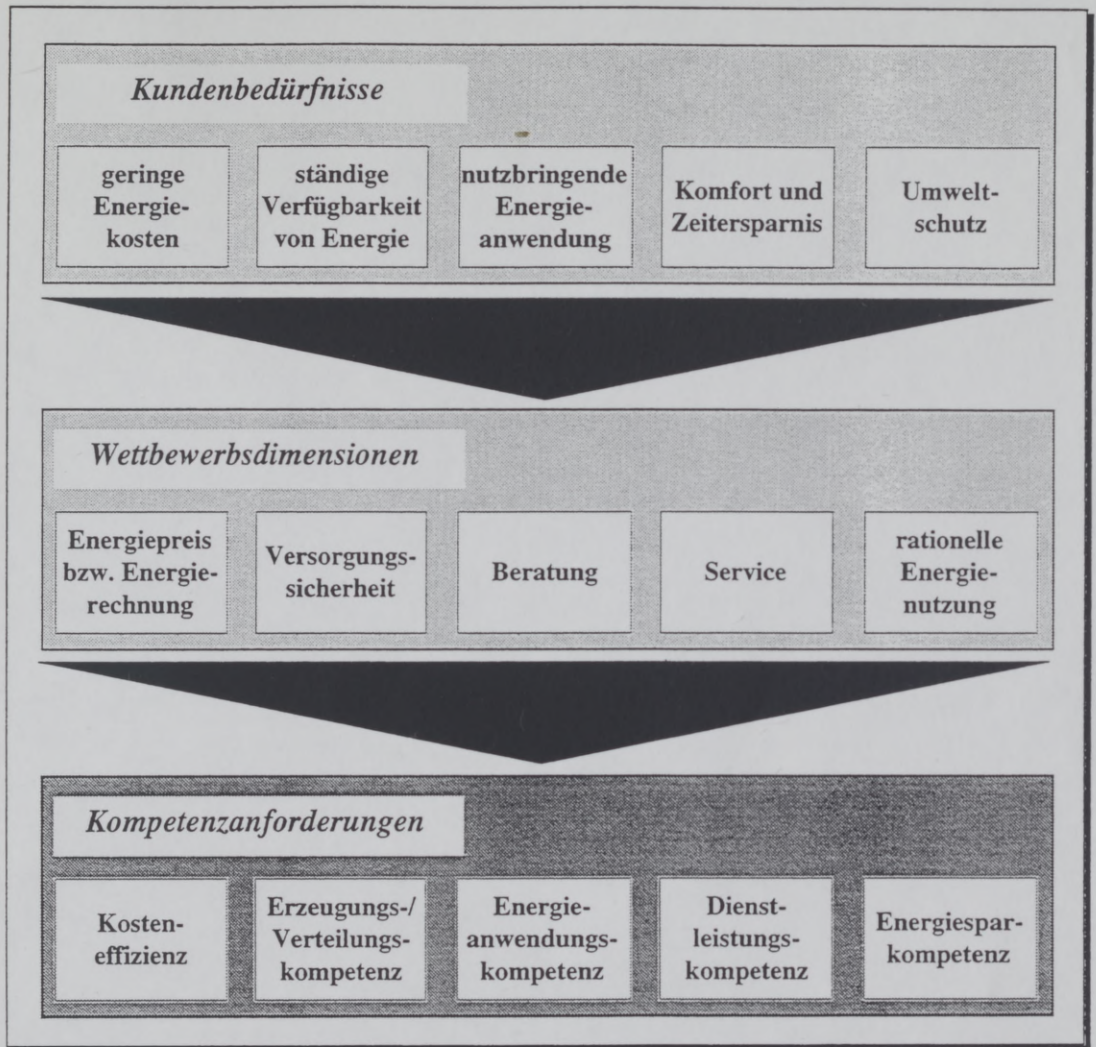 Kundenbedürfnisse
geringe
Energie-
kosten
ständige
Verfügbarkeit
von Energie
nutzbringende
Energie-
anwendung
Komfort und
Zeitersparnis
Umwelt-
schutz
Wettbewerbsdimensionen
Energiepreis
bzw. Energie-
rechnung
Versorgungs-
sicherheit
Beratung
Service
rationelle
Energie-
nutzung
Kompetenzanforderungen
Kosten-
effizienz
Erzeugungs-/
Verteilungs-
kompetenz
Energie-
anwendungs-
kompetenz
Dienst-
leistungs-
kompetenz
Energiespar-
kompetenz